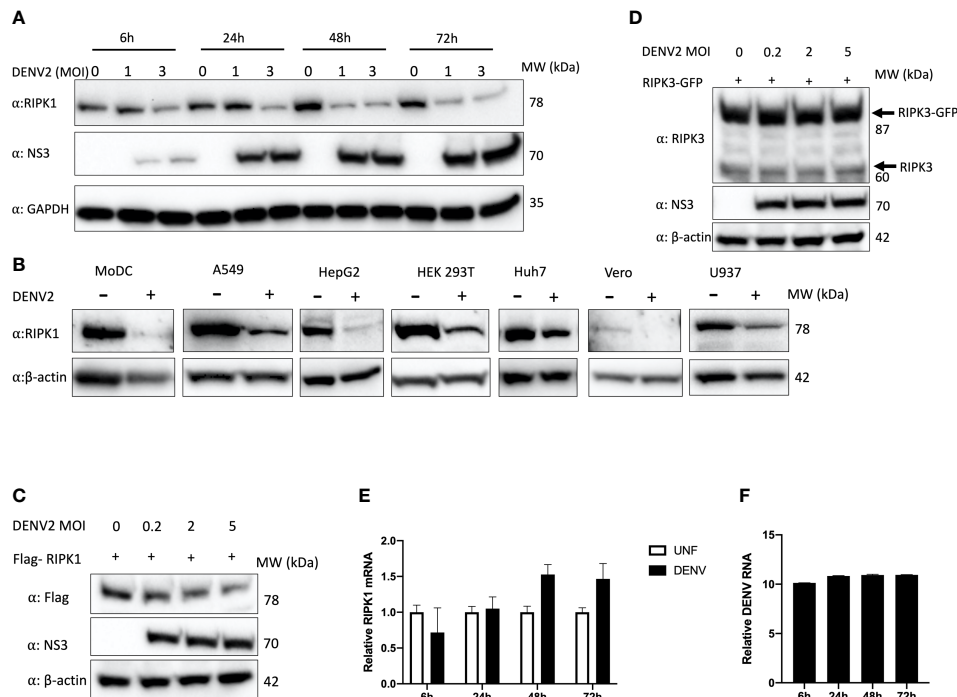 A
6h 24h 48h 72h
DENV2 (MOI) 0 1 3 0 1 3 0 1 3 0 1 3 MW (kDa)
α:RIPK1 78
α: NS3 70
α: GAPDH 35
B
MoDC A549 HepG2 HEK 293T Huh7 Vero U937
DENV2 – + – + – + – + – + – + – + MW (kDa)
α:RIPK1 78
α:β-actin 42
C
DENV2 MOI 0 0.2 2 5
Flag- RIPK1 + + + + MW (kDa)
α: Flag 78
α: NS3 70
α: β-actin 42
D
DENV2 MOI 0 0.2 2 5
RIPK3-GFP + + + + MW (kDa)
RIPK3-GFP
87
α: RIPK3
RIPK3
60
α: NS3 70
α: β-actin 42
E
Relative RIPK1 mRNA
2.0
1.5
1.0
0.5
0.0
6h 24h 48h 72h
UNF
DENV
F
Relative DENV RNA
15
10
5
0
6h 24h 48h 72h